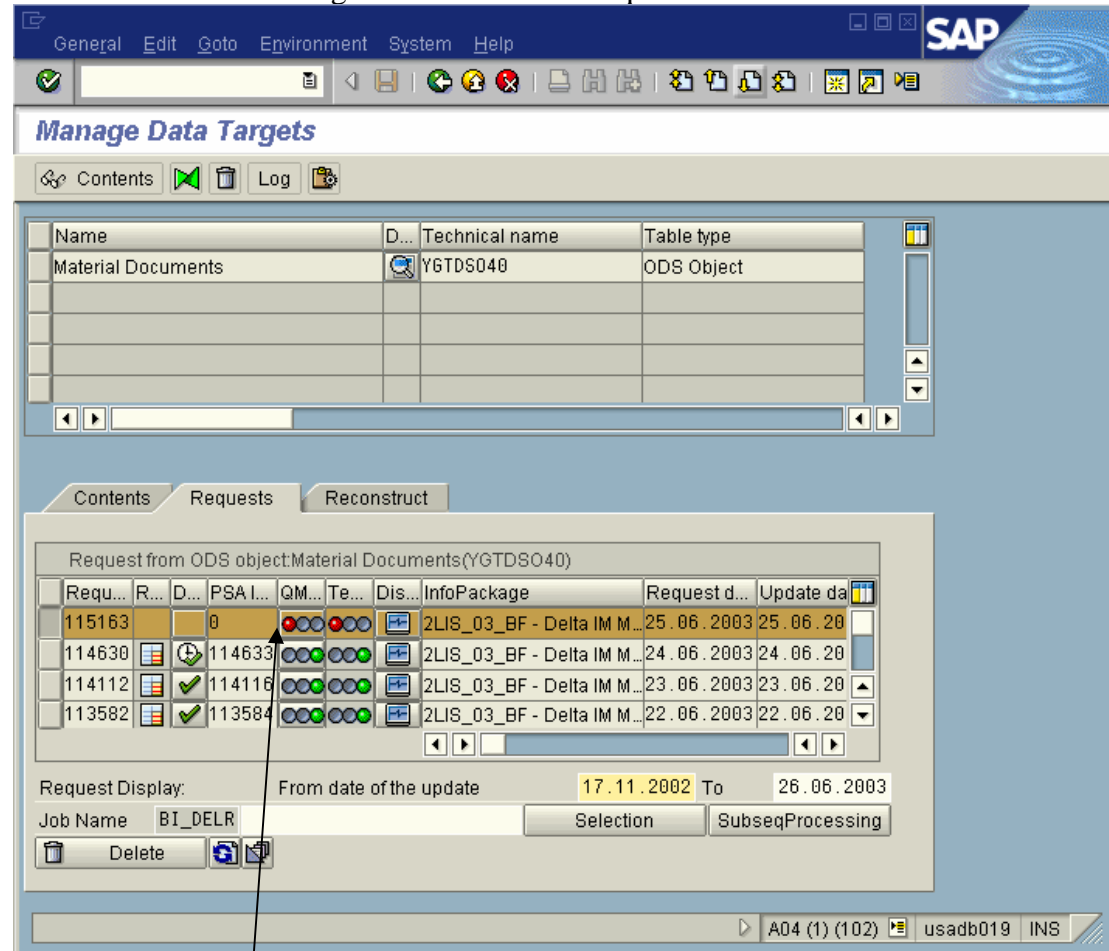 General Edit Goto Environment System Help
SAP
Manage Data Targets
Contents Log
Name D... Technical name Table type
Material Documents YGTDSO40 ODS Object
Contents Requests Reconstruct
Request from ODS object:Material Documents(YGTDSO40)
Requ... R... D... PSA I... QM... Te... Dis... InfoPackage Request d... Update da
115163 0 2LIS_03_BF - Delta IM M... 25.06.2003 25.06.20
114630 114633 2LIS_03_BF - Delta IM M... 24.06.2003 24.06.20
114112 114116 2LIS_03_BF - Delta IM M... 23.06.2003 23.06.20
113582 113584 2LIS_03_BF - Delta IM M... 22.06.2003 22.06.20
Request Display: From date of the update 17.11.2002 To 26.06.2003
Job Name BI_DELR Selection SubseqProcessing
Delete
A04 (1) (102) usadb019 INS